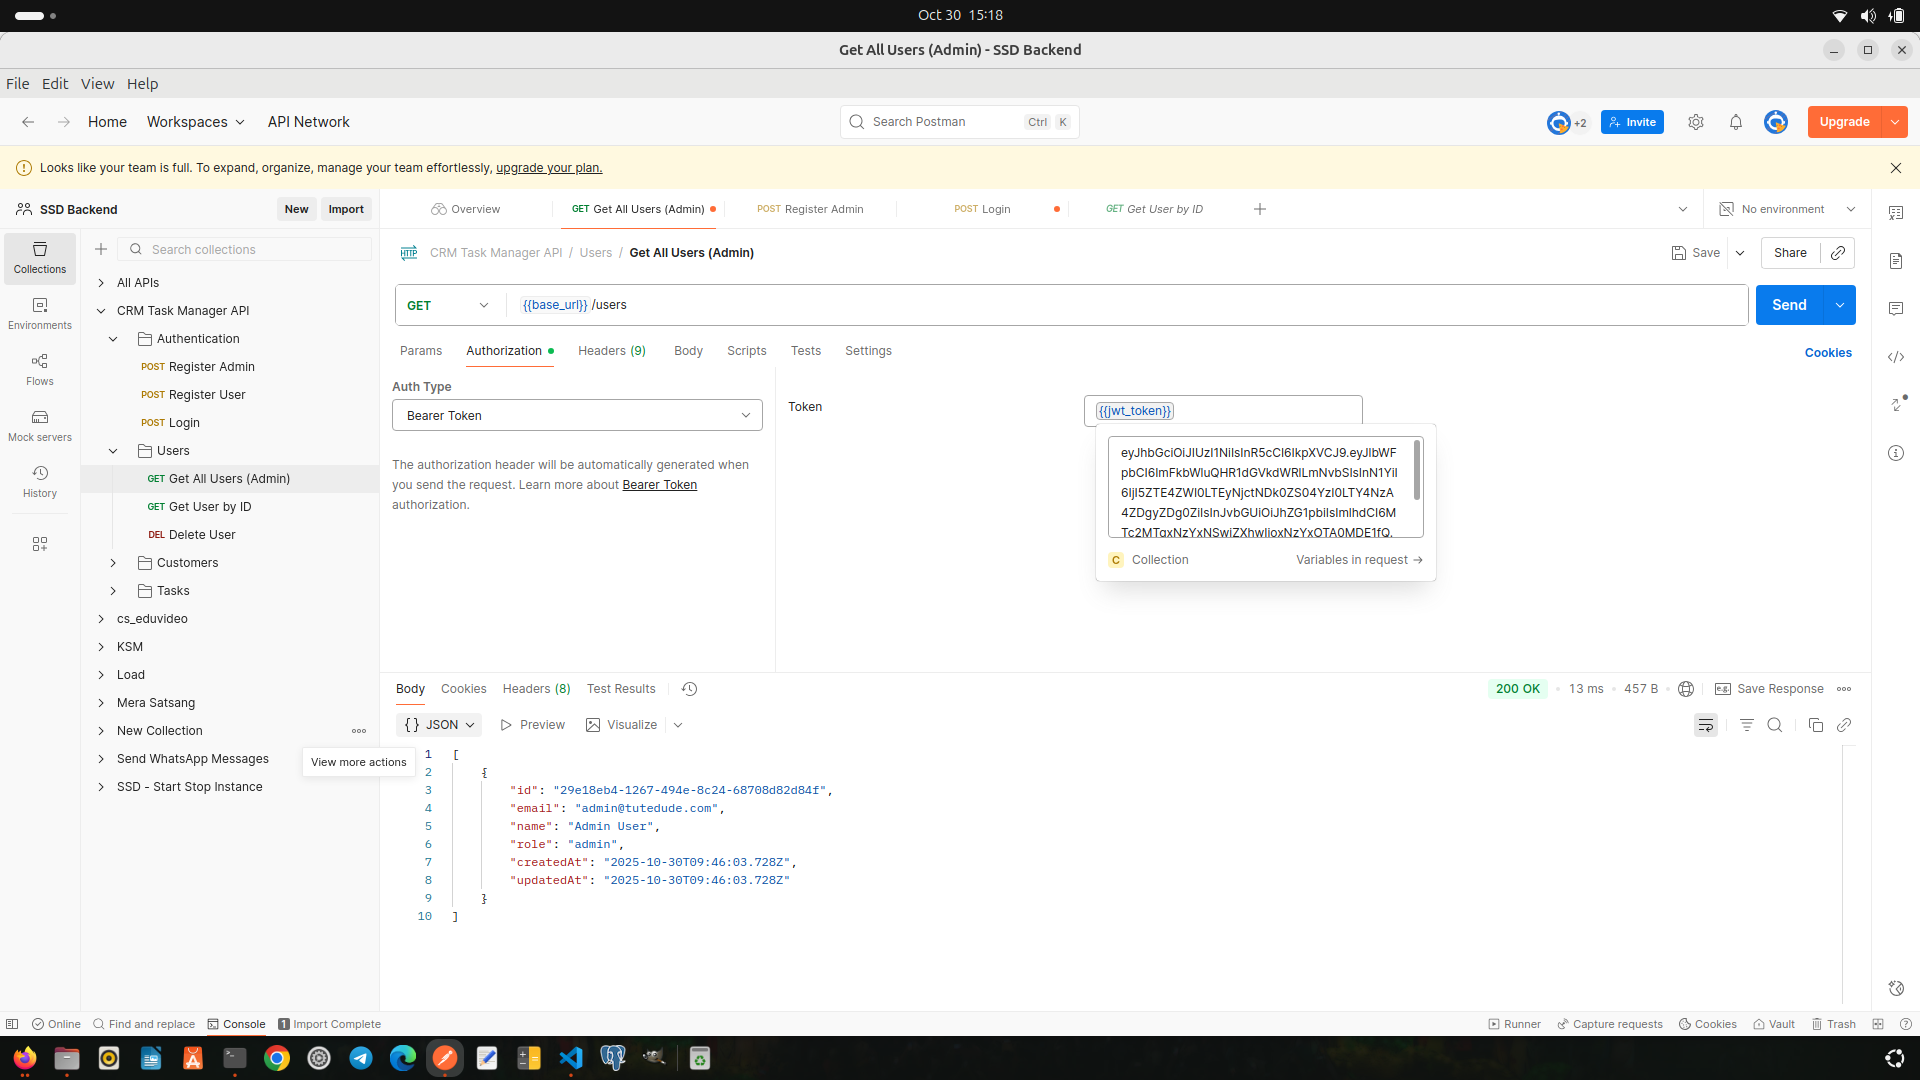 Oct 30 15:18
Get All Users (Admin) - SSD Backend
File Edit View Help
Home Workspaces API Network
Search Postman Ctrl K
+2 Invite Upgrade
Looks like your team is full. To expand, organize, manage your team effortlessly, upgrade your plan.
SSD Backend New Import
Overview GET Get All Users (Admin) POST Register Admin POST Login GET Get User by ID No environment
Collections
Environments
Flows
Mock servers
History
Search collections
All APIs
CRM Task Manager API
Authentication
POST Register Admin
POST Register User
POST Login
Users
GET Get All Users (Admin)
GET Get User by ID
DEL Delete User
Customers
Tasks
cs_eduvideo
KSM
Load
Mera Satsang
New Collection
View more actions
Send WhatsApp Messages
SSD - Start Stop Instance
HTTP CRM Task Manager API / Users / Get All Users (Admin) Save Share
GET {{base_url}} /users Send
Params Authorization Headers (9) Body Scripts Tests Settings Cookies
Auth Type
Bearer Token
The authorization header will be automatically generated when
you send the request. Learn more about Bearer Token
authorization.
Token {{jwt_token}}
C Collection Variables in request →
Body Cookies Headers (8) Test Results 200 OK 13 ms 457 B e.g. Save Response
{} JSON Preview Visualize
1 [
2 {
3 "id": "29e18eb4-1267-494e-8c24-68708d82d84f",
4 "email": "admin@tutedude.com",
5 "name": "Admin User",
6 "role": "admin",
7 "createdAt": "2025-10-30T09:46:03.728Z",
8 "updatedAt": "2025-10-30T09:46:03.728Z"
9 }
10 ]
Online Find and replace Console 1 Import Complete Runner Capture requests Cookies Vault Trash